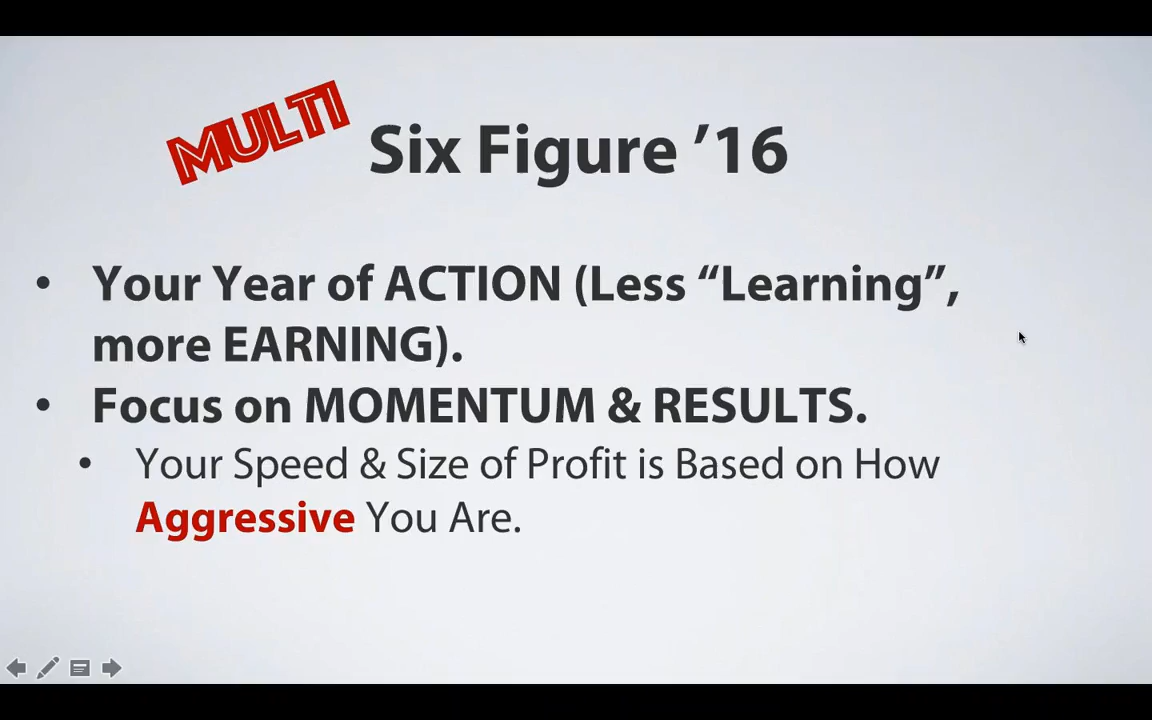 MULTI
Six Figure ’16
• Your Year of ACTION (Less “Learning”,
more EARNING).
• Focus on MOMENTUM & RESULTS.
• Your Speed & Size of Profit is Based on How
Aggressive You Are.